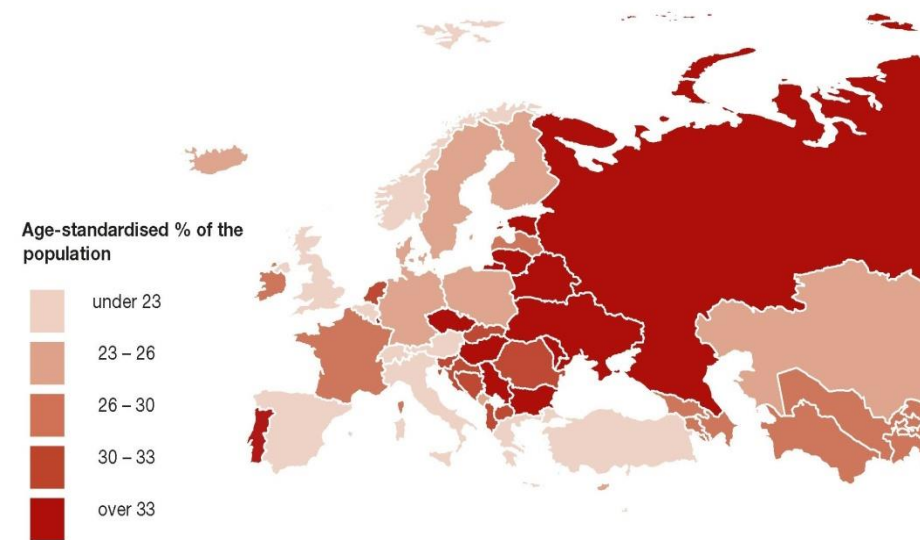 Age-standardised % of the
population
under 23
23 – 26
26 – 30
30 – 33
over 33